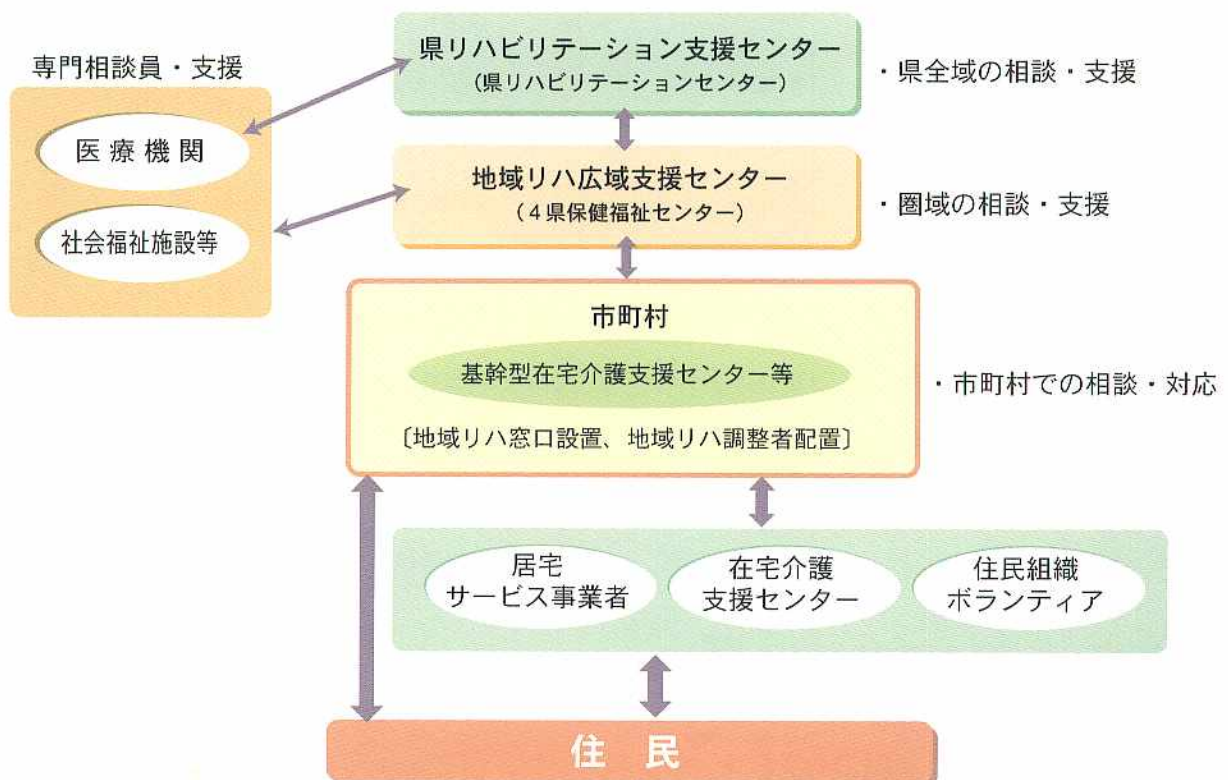 県リハビリテーション支援センター
(県リハビリテーションセンター)
・県全域の相談・支援
専門相談員・支援
医療機関
社会福祉施設等
地域リハ広域支援センター
(4県保健福祉センター)
・圏域の相談・支援
市町村
基幹型在宅介護支援センター等
〔地域リハ窓口設置、地域リハ調整者配置〕
・市町村での相談・対応
居宅
サービス事業者
在宅介護
支援センター
住民組織
ボランティア
住民